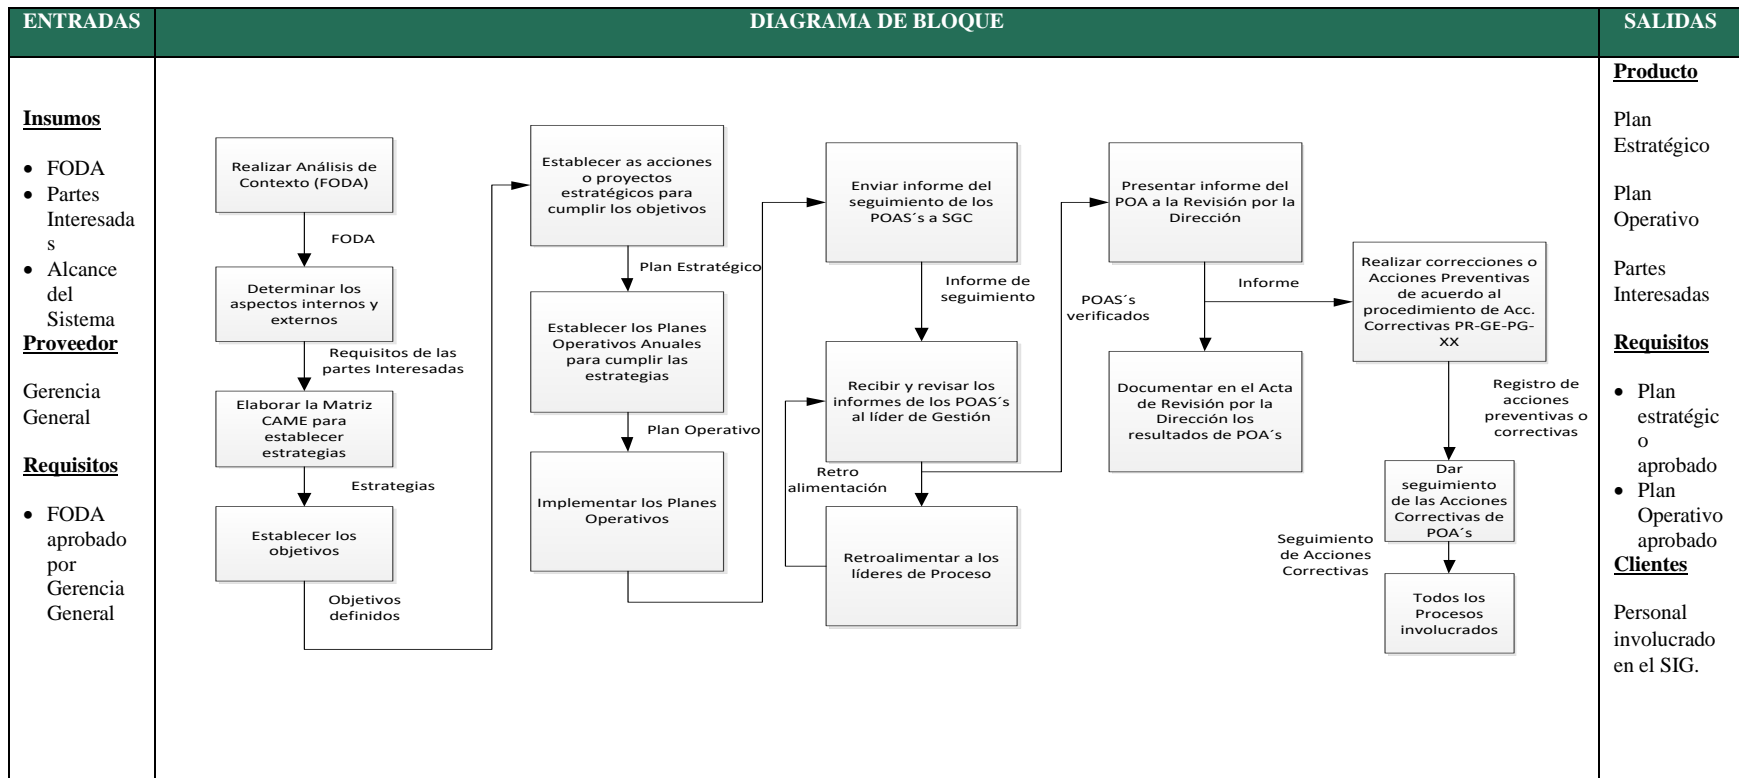 ENTRADAS
DIAGRAMA DE BLOQUE
SALIDAS
Insumos
• FODA
• Partes
Interesada
s
• Alcance
del
Sistema
Proveedor
Gerencia
General
Requisitos
• FODA
aprobado
por
Gerencia
General
Realizar Análisis de
Contexto (FODA)
FODA
Determinar los
aspectos internos y
externos
Requisitos de las
partes Interesadas
Elaborar la Matriz
CAME para
establecer
estrategias
Estrategias
Establecer los
objetivos
Objetivos
definidos
Establecer as acciones
o proyectos
estratégicos para
cumplir los objetivos
Plan Estratégico
Establecer los Planes
Operativos Anuales
para cumplir las
estrategias
Plan Operativo
Implementar los Planes
Operativos
Enviar informe del
seguimiento de los
POAS´s a SGC
Informe de
seguimiento
Recibir y revisar los
informes de los POAS´s
al líder de Gestión
Retro
alimentación
Retroalimentar a los
líderes de Proceso
POAS´s
verificados
Presentar informe del
POA a la Revisión por la
Dirección
Informe
Documentar en el Acta
de Revisión por la
Dirección los
resultados de POA´s
Realizar correcciones o
Acciones Preventivas
de acuerdo al
procedimiento de Acc.
Correctivas PR-GE-PG-
XX
Registro de
acciones
preventivas o
correctivas
Dar
seguimiento
de las Acciones
Correctivas de
POA´s
Seguimiento
de Acciones
Correctivas
Todos los
Procesos
involucrados
Producto
Plan
Estratégico
Plan
Operativo
Partes
Interesadas
Requisitos
• Plan
estratégic
o
aprobado
• Plan
Operativo
aprobado
Clientes
Personal
involucrado
en el SIG.